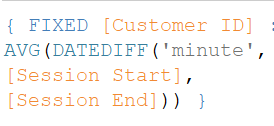 { FIXED [Customer ID] :
AVG(DATEDIFF('minute',
[Session Start],
[Session End])) }